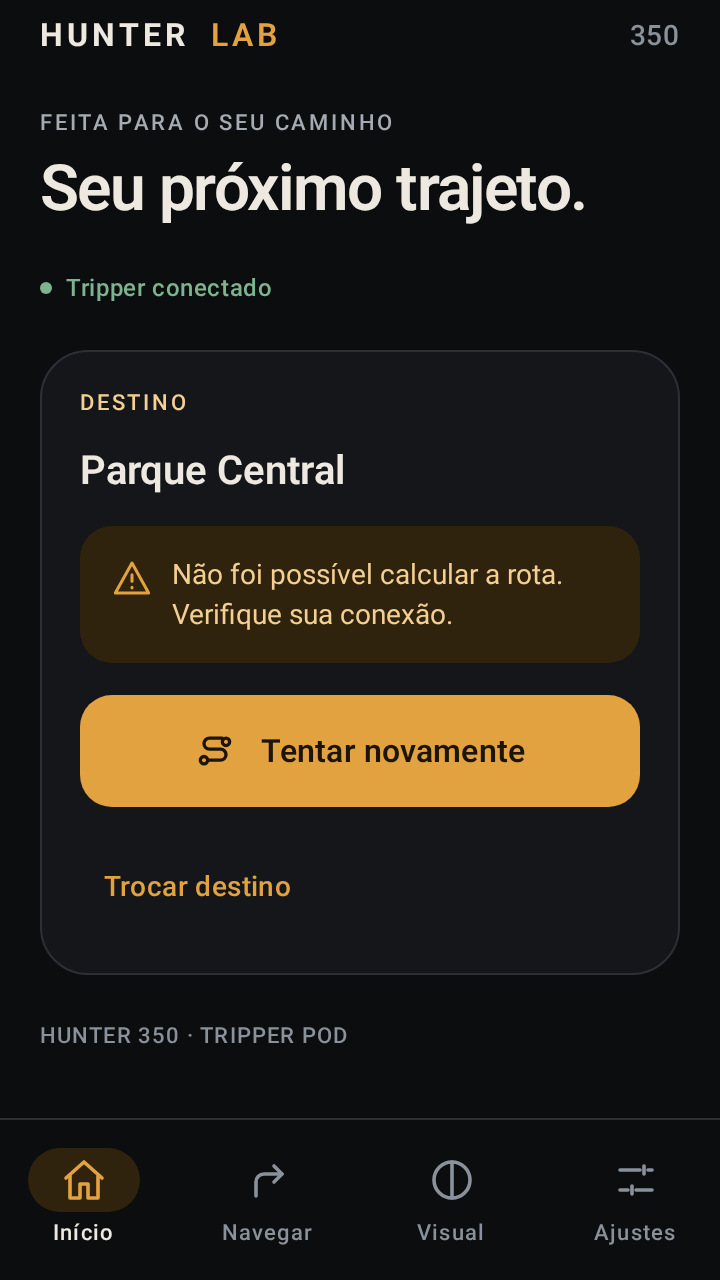 HUNTER LAB
350
FEITA PARA O SEU CAMINHO
Seu próximo trajeto.
Tripper conectado
DESTINO
Parque Central
Não foi possível calcular a rota.
Verifique sua conexão.
Tentar novamente
Trocar destino
HUNTER 350 · TRIPPER POD
Início
Navegar
Visual
Ajustes